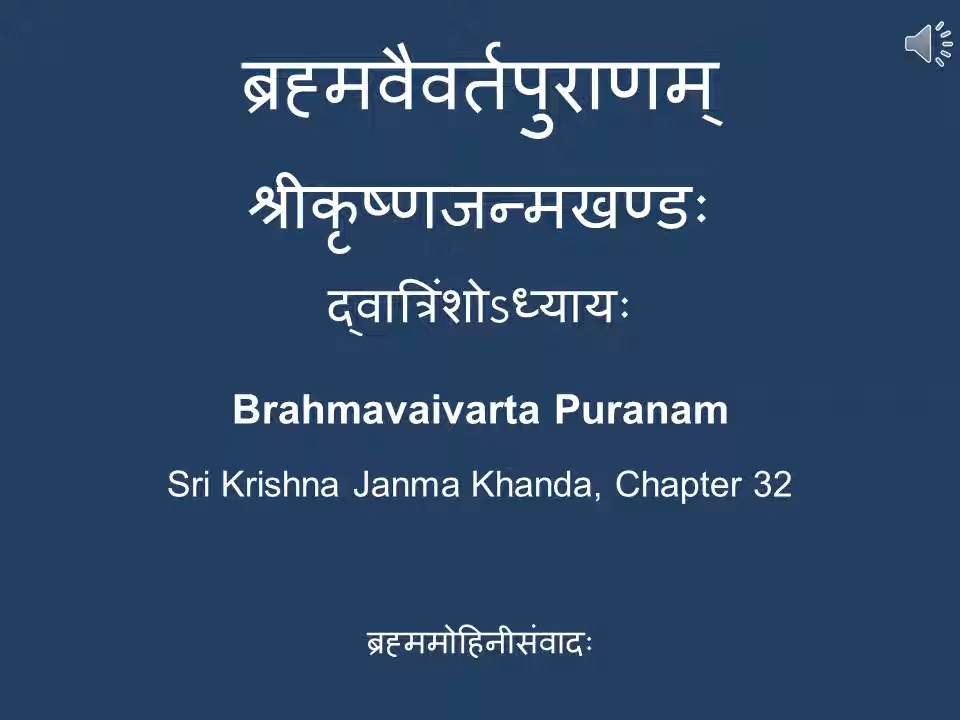 ब्रह्मवैवर्तपुराणम्
श्रीकृष्णजन्मखण्डः
द्वात्रिंशोऽध्यायः
Brahmavaivarta Puranam
Sri Krishna Janma Khanda, Chapter 32
ब्रह्ममोहिनीसंवादः